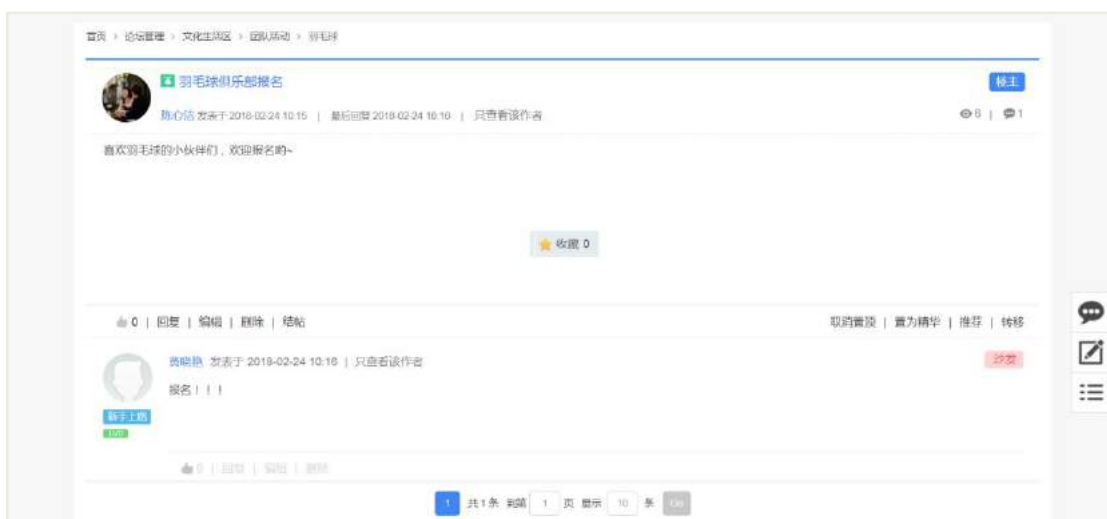 首页 > 论坛管理 > 文化生活区 > 团队活动 > 羽毛球
羽毛球俱乐部报名
楼主
陈心洁 发表于 2018-02-24 10:15 | 最后回复 2018-02-24 10:16 | 只查看该作者
6 | 1
喜欢羽毛球的小伙伴们，欢迎报名哟~
收藏 0
0 | 回复 | 编辑 | 删除 | 结帖
取消置顶 | 置为精华 | 推荐 | 转移
发表于 2018-02-24 10:16 | 只查看该作者
沙发
报名！！！
新手上路
LV0
0 | 回复 | 编辑 | 删除
1 共1条 到第 1 页 显示 10 条 Go